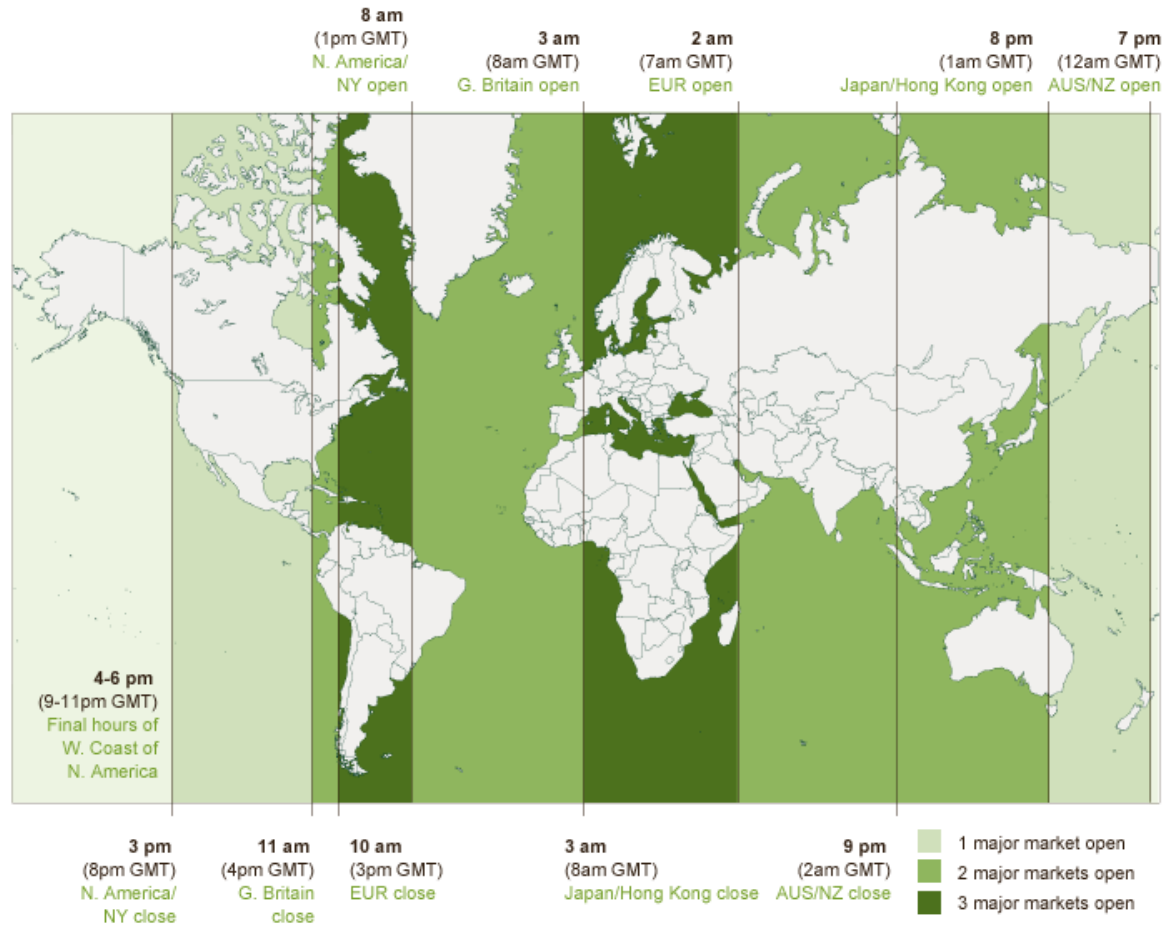 8 am
(1pm GMT)
N. America/
NY open
3 am
(8am GMT)
G. Britain open
2 am
(7am GMT)
EUR open
8 pm
(1am GMT)
Japan/Hong Kong open
7 pm
(12am GMT)
AUS/NZ open
4-6 pm
(9-11pm GMT)
Final hours of
W. Coast of
N. America
3 pm
(8pm GMT)
N. America/
NY close
11 am
(4pm GMT)
G. Britain
close
10 am
(3pm GMT)
EUR close
3 am
(8am GMT)
Japan/Hong Kong close
9 pm
(2am GMT)
AUS/NZ close
1 major market open
2 major markets open
3 major markets open